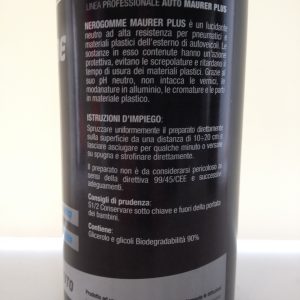 LINEA PROFESSIONALE AUTO MAURER PLUS
NEROGOMME MAURER PLUS è un lucidante
neutro ad alta resistenza per pneumatici e
materiali plastici dell'esterno di autoveicoli. Le
sostanze in esso contenute hanno un'azione
protettiva, evitano le screpolature e ritardano nel
tempo di usura dei materiali plastici. Grazie al
suo pH neutro, non intacca le vernici, le
modanature in alluminio, le cromature e le parti
in materiale plastico.
ISTRUZIONI D'IMPIEGO:
Spruzzare uniformemente il preparato direttamente
sulla superficie da una distanza di 10÷20 cm e
lasciare asciugare per qualche minuto o versarne
su spugna e strofinare direttamente.
Il preparato non è da considerarsi pericoloso ai
sensi della direttiva 99/45/CEE e successivi
adeguamenti.
Consigli di prudenza:
S1/2 Conservare sotto chiave e fuori della portata
dei bambini.
Contiene:
Glicerolo e glicoli Biodegradabilità 90%